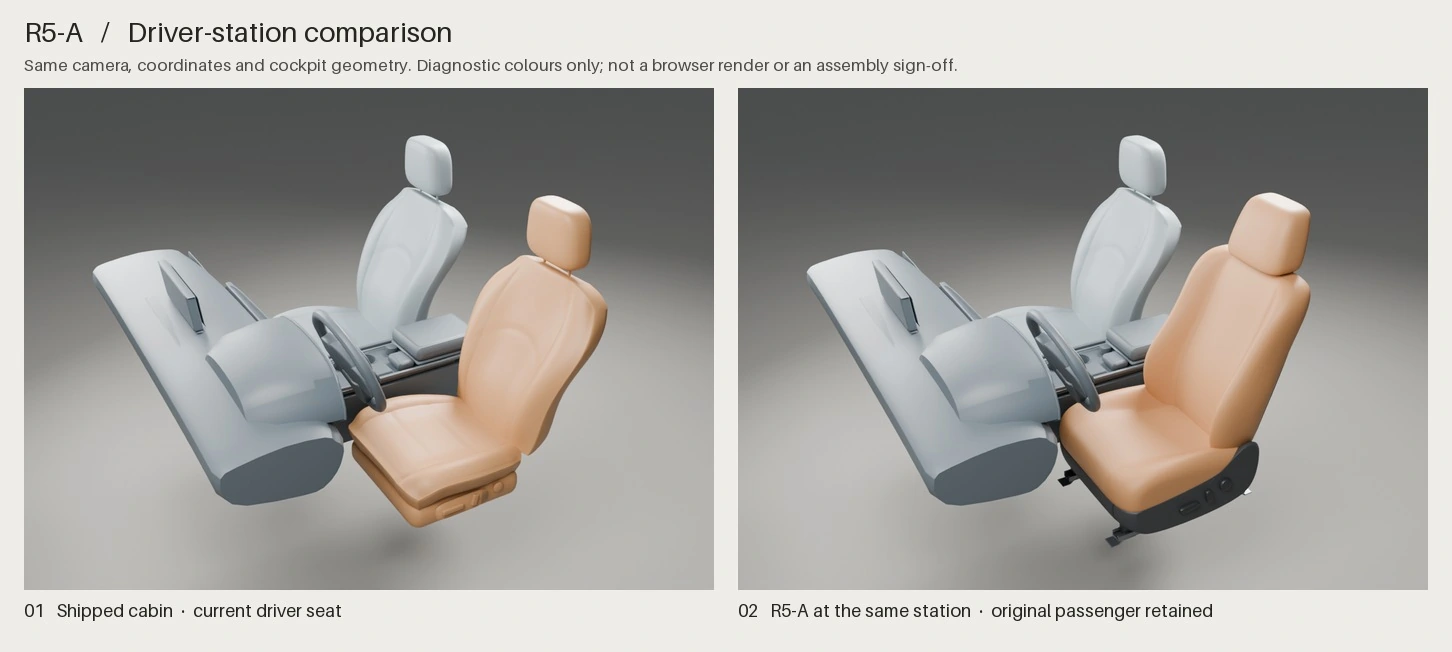 R5-A / Driver-station comparison
Same camera, coordinates and cockpit geometry. Diagnostic colours only; not a browser render or an assembly sign-off.
01 Shipped cabin · current driver seat
02 R5-A at the same station · original passenger retained